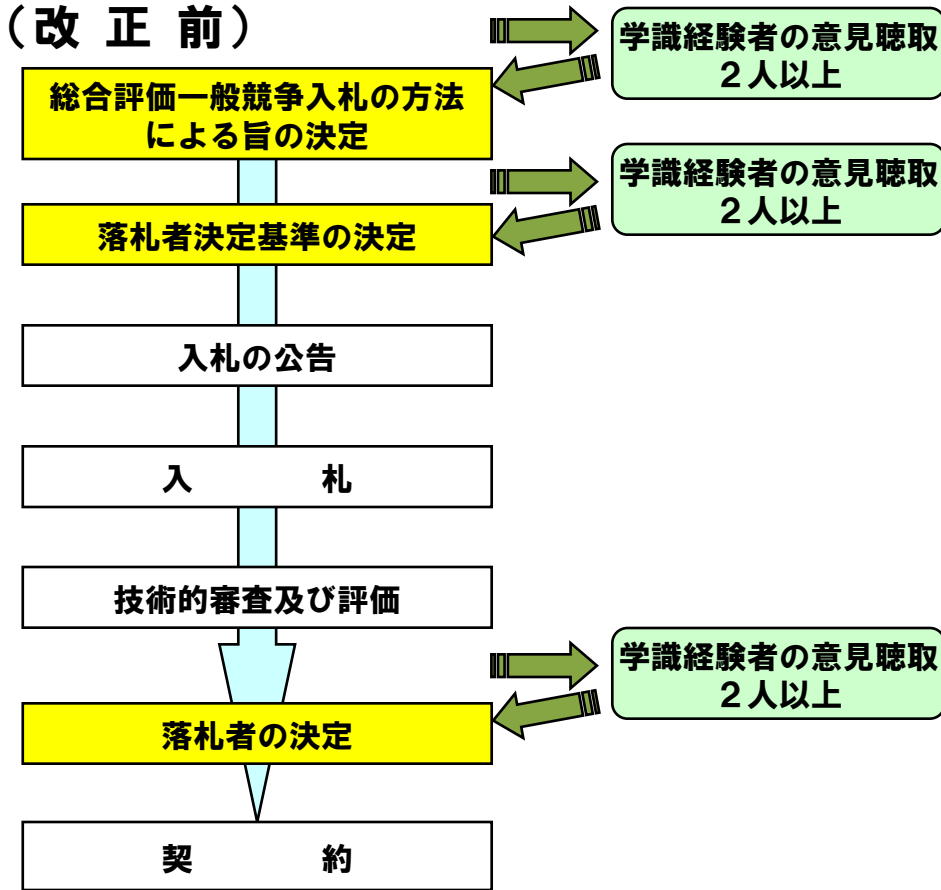 （改 正 前）
学識経験者の意見聴取
２人以上
総合評価一般競争入札の方法
による旨の決定
学識経験者の意見聴取
２人以上
落札者決定基準の決定
入札の公告
入　　　札
技術的審査及び評価
学識経験者の意見聴取
２人以上
落札者の決定
契　　　約